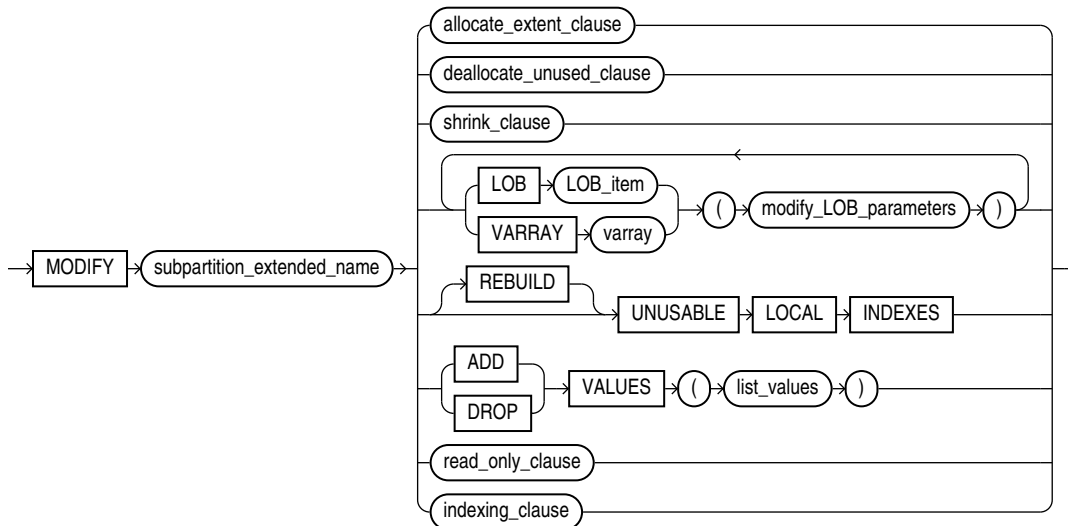 allocate_extent_clause
deallocate_unused_clause
shrink_clause
LOB LOB_item
VARRAY varray
( modify_LOB_parameters )
MODIFY subpartition_extended_name
REBUILD
UNUSABLE LOCAL INDEXES
ADD
DROP
VALUES ( list_values )
read_only_clause
indexing_clause